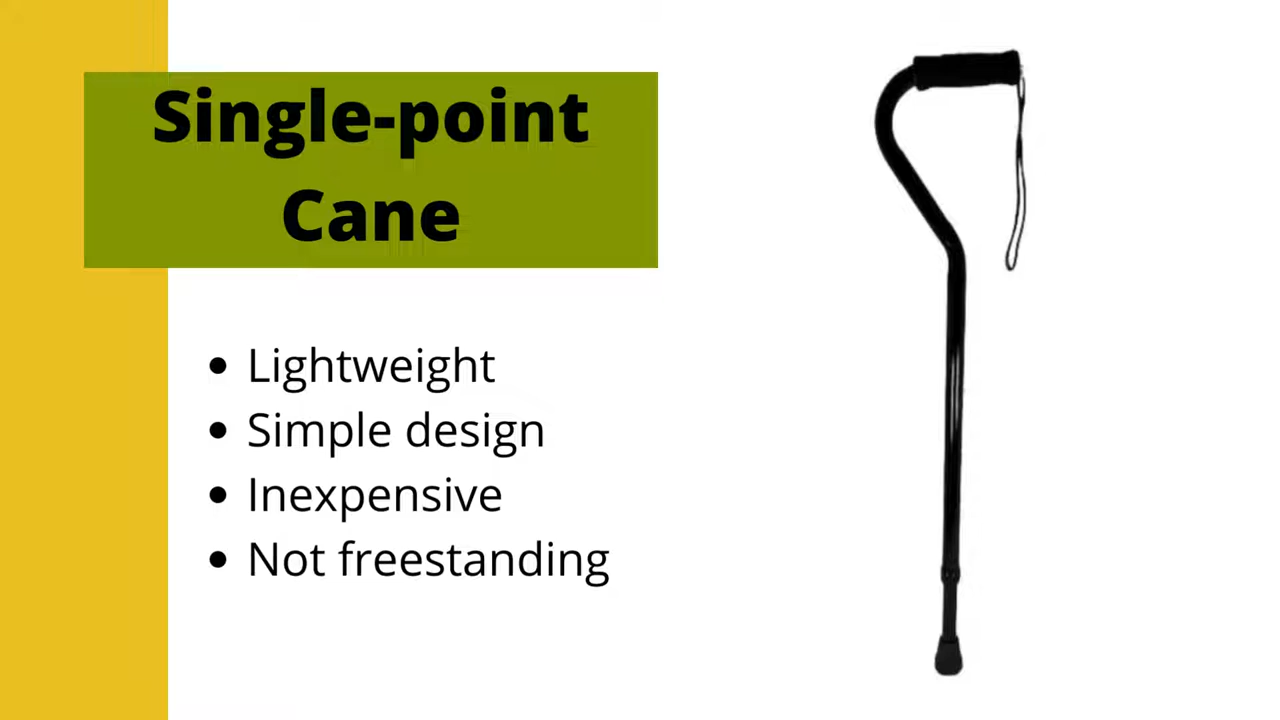 Single-point
Cane
• Lightweight
• Simple design
• Inexpensive
• Not freestanding